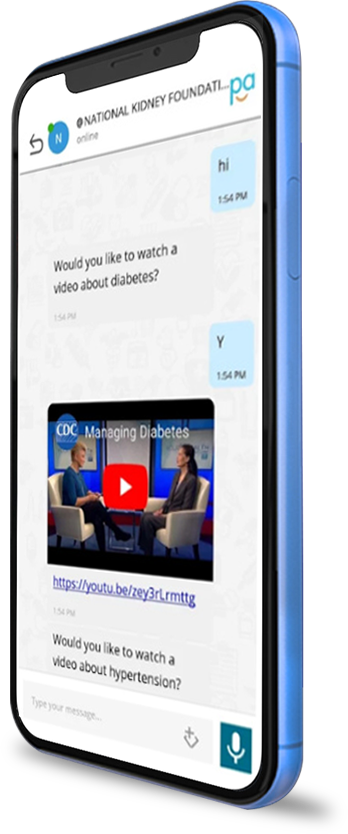 @NATIONAL KIDNEY FOUNDATI...
pa
N
online
hi
1:54 PM
Would you like to watch a
video about diabetes?
1:54 PM
Y
1:54 PM
CDC Managing Diabetes
https://youtu.be/zey3rLrmttg
1:54 PM
Would you like to watch a
video about hypertension?
Type your message...